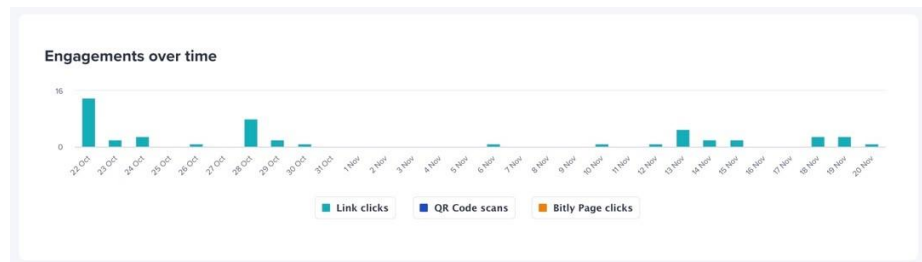 Engagements over time
16
0
22 Oct 23 Oct 24 Oct 25 Oct 26 Oct 27 Oct 28 Oct 29 Oct 30 Oct 31 Oct 1 Nov 2 Nov 3 Nov 4 Nov 5 Nov 6 Nov 7 Nov 8 Nov 9 Nov 10 Nov 11 Nov 12 Nov 13 Nov 14 Nov 15 Nov 16 Nov 17 Nov 18 Nov 19 Nov 20 Nov
Link clicks QR Code scans Bitly Page clicks